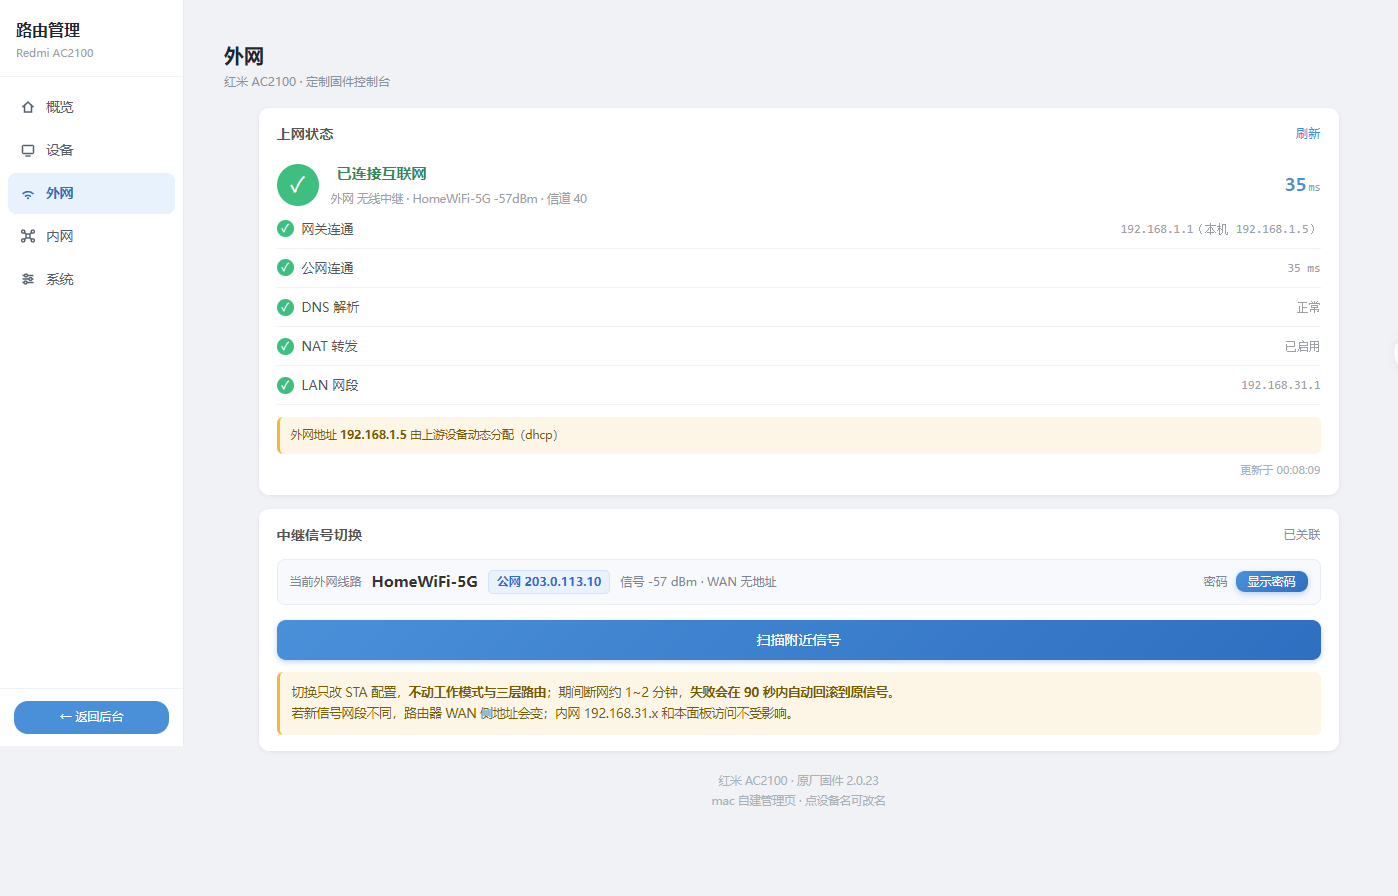 路由管理
Redmi AC2100
概览
设备
外网
内网
系统
← 返回后台
外网
红米 AC2100 · 定制固件控制台
上网状态
刷新
已连接互联网
外网 无线中继 · HomeWiFi-5G -57dBm · 信道 40
35 ms
网关连通
192.168.1.1 (本机 192.168.1.5)
公网连通
35 ms
DNS 解析
正常
NAT 转发
已启用
LAN 网段
192.168.31.1
外网地址 192.168.1.5 由上游设备动态分配（dhcp）
更新于 00:08:09
中继信号切换
已关联
当前外网线路 HomeWiFi-5G 公网 203.0.113.10 信号 -57 dBm · WAN 无地址
密码 显示密码
扫描附近信号
切换只改 STA 配置，不动工作模式与三层路由；期间断网约 1~2 分钟，失败会在 90 秒内自动回滚到原信号。
若新信号网段不同，路由器 WAN 侧地址会变；内网 192.168.31.x 和本面板访问不受影响。
红米 AC2100 · 原厂固件 2.0.23
mac 自建管理页 · 点设备名可改名